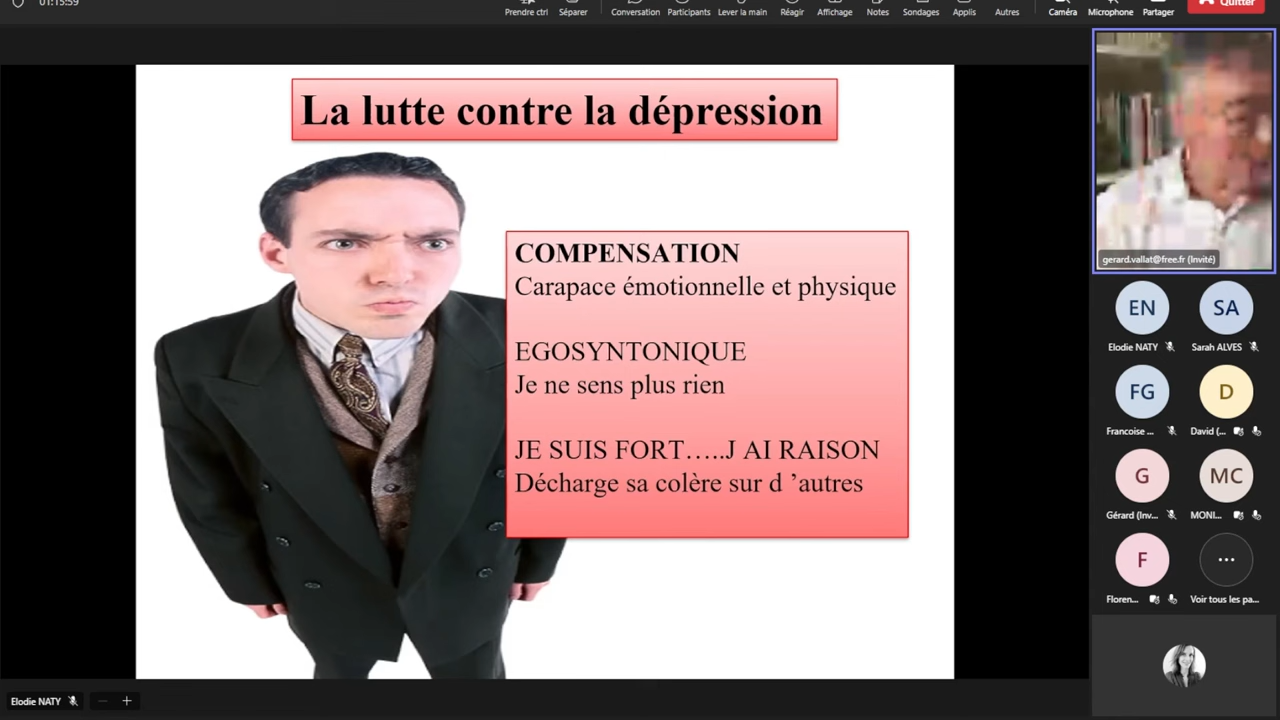 01:15:59
Prendre ctrl
Séparer
Conversation
Participants
Lever la main
Réagir
Affichage
Notes
Sondages
Applis
Autres
Caméra
Microphone
Partager
Quitter
La lutte contre la dépression
COMPENSATION
Carapace émotionnelle et physique
EGOSYNTONIQUE
Je ne sens plus rien
JE SUIS FORT…..J AI RAISON
Décharge sa colère sur d ’autres
gerard.vallat@free.fr (Invité)
EN
SA
Elodie NATY
Sarah ALVES
FG
D
Francoise ...
David (...
G
MC
Gérard (Inv...
MONI...
F
...
Floren...
Voir tous les pa...
Elodie NATY